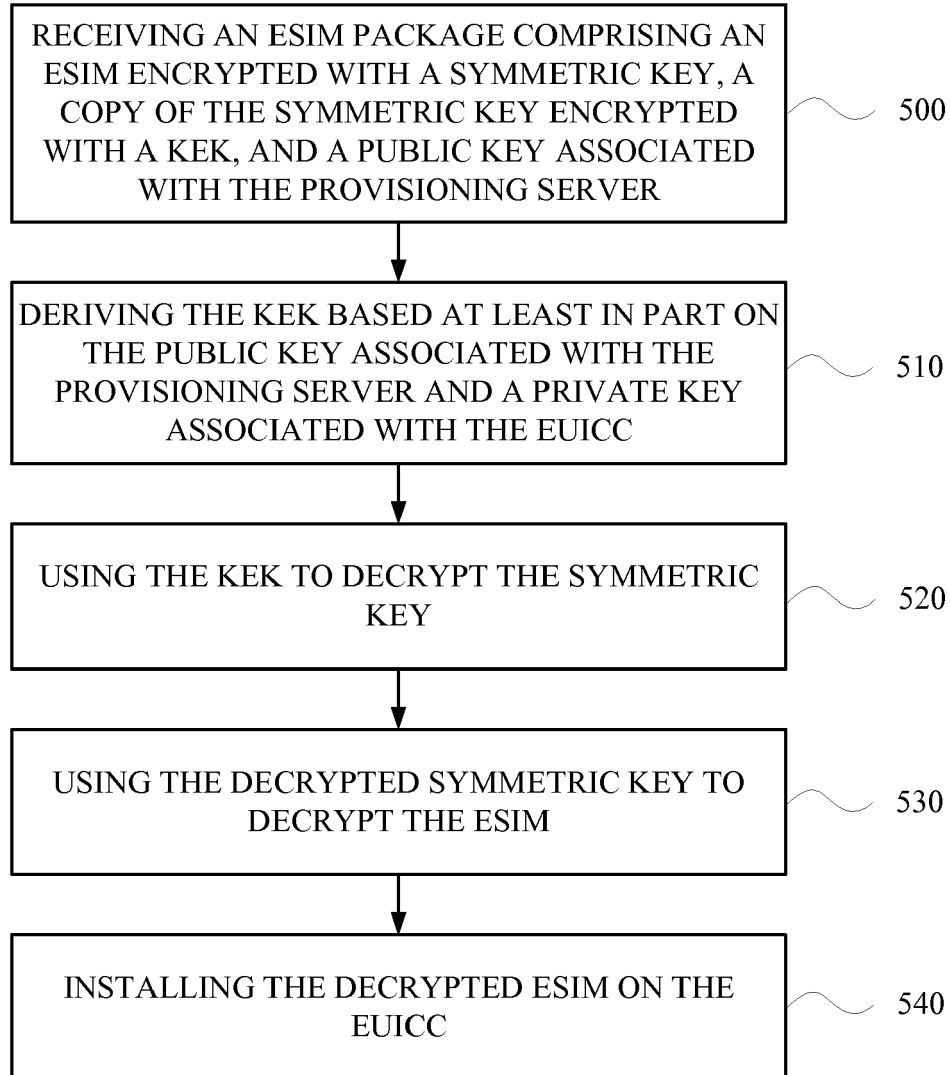 RECEIVING AN ESIM PACKAGE COMPRISING AN
ESIM ENCRYPTED WITH A SYMMETRIC KEY, A
COPY OF THE SYMMETRIC KEY ENCRYPTED
WITH A KEK, AND A PUBLIC KEY ASSOCIATED
WITH THE PROVISIONING SERVER
500
DERIVING THE KEK BASED AT LEAST IN PART ON
THE PUBLIC KEY ASSOCIATED WITH THE
PROVISIONING SERVER AND A PRIVATE KEY
ASSOCIATED WITH THE EUICC
510
USING THE KEK TO DECRYPT THE SYMMETRIC
KEY
520
USING THE DECRYPTED SYMMETRIC KEY TO
DECRYPT THE ESIM
530
INSTALLING THE DECRYPTED ESIM ON THE
EUICC
540